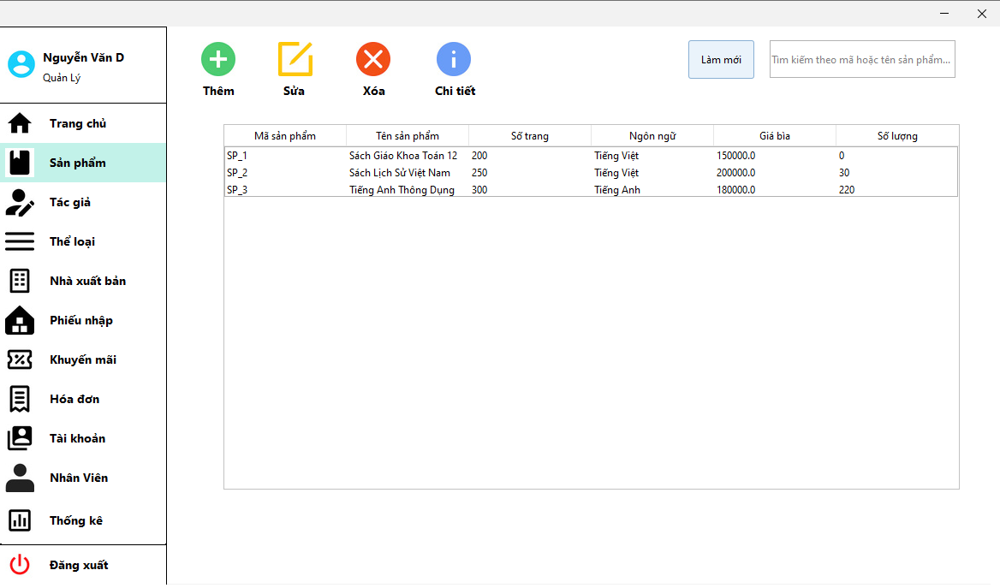 Nguyễn Văn D
Quản Lý
Trang chủ
Sản phẩm
Tác giả
Thể loại
Nhà xuất bản
Phiếu nhập
Khuyến mãi
Hóa đơn
Tài khoản
Nhân Viên
Thống kê
Đăng xuất
Thêm Sửa Xóa Chi tiết Làm mới Tìm kiếm theo mã hoặc tên sản phẩm...
Mã sản phẩm Tên sản phẩm Số trang Ngôn ngữ Giá bìa Số lượng
SP_1 Sách Giáo Khoa Toán 12 200 Tiếng Việt 150000.0 0
SP_2 Sách Lịch Sử Việt Nam 250 Tiếng Việt 200000.0 30
SP_3 Tiếng Anh Thông Dụng 300 Tiếng Anh 180000.0 220